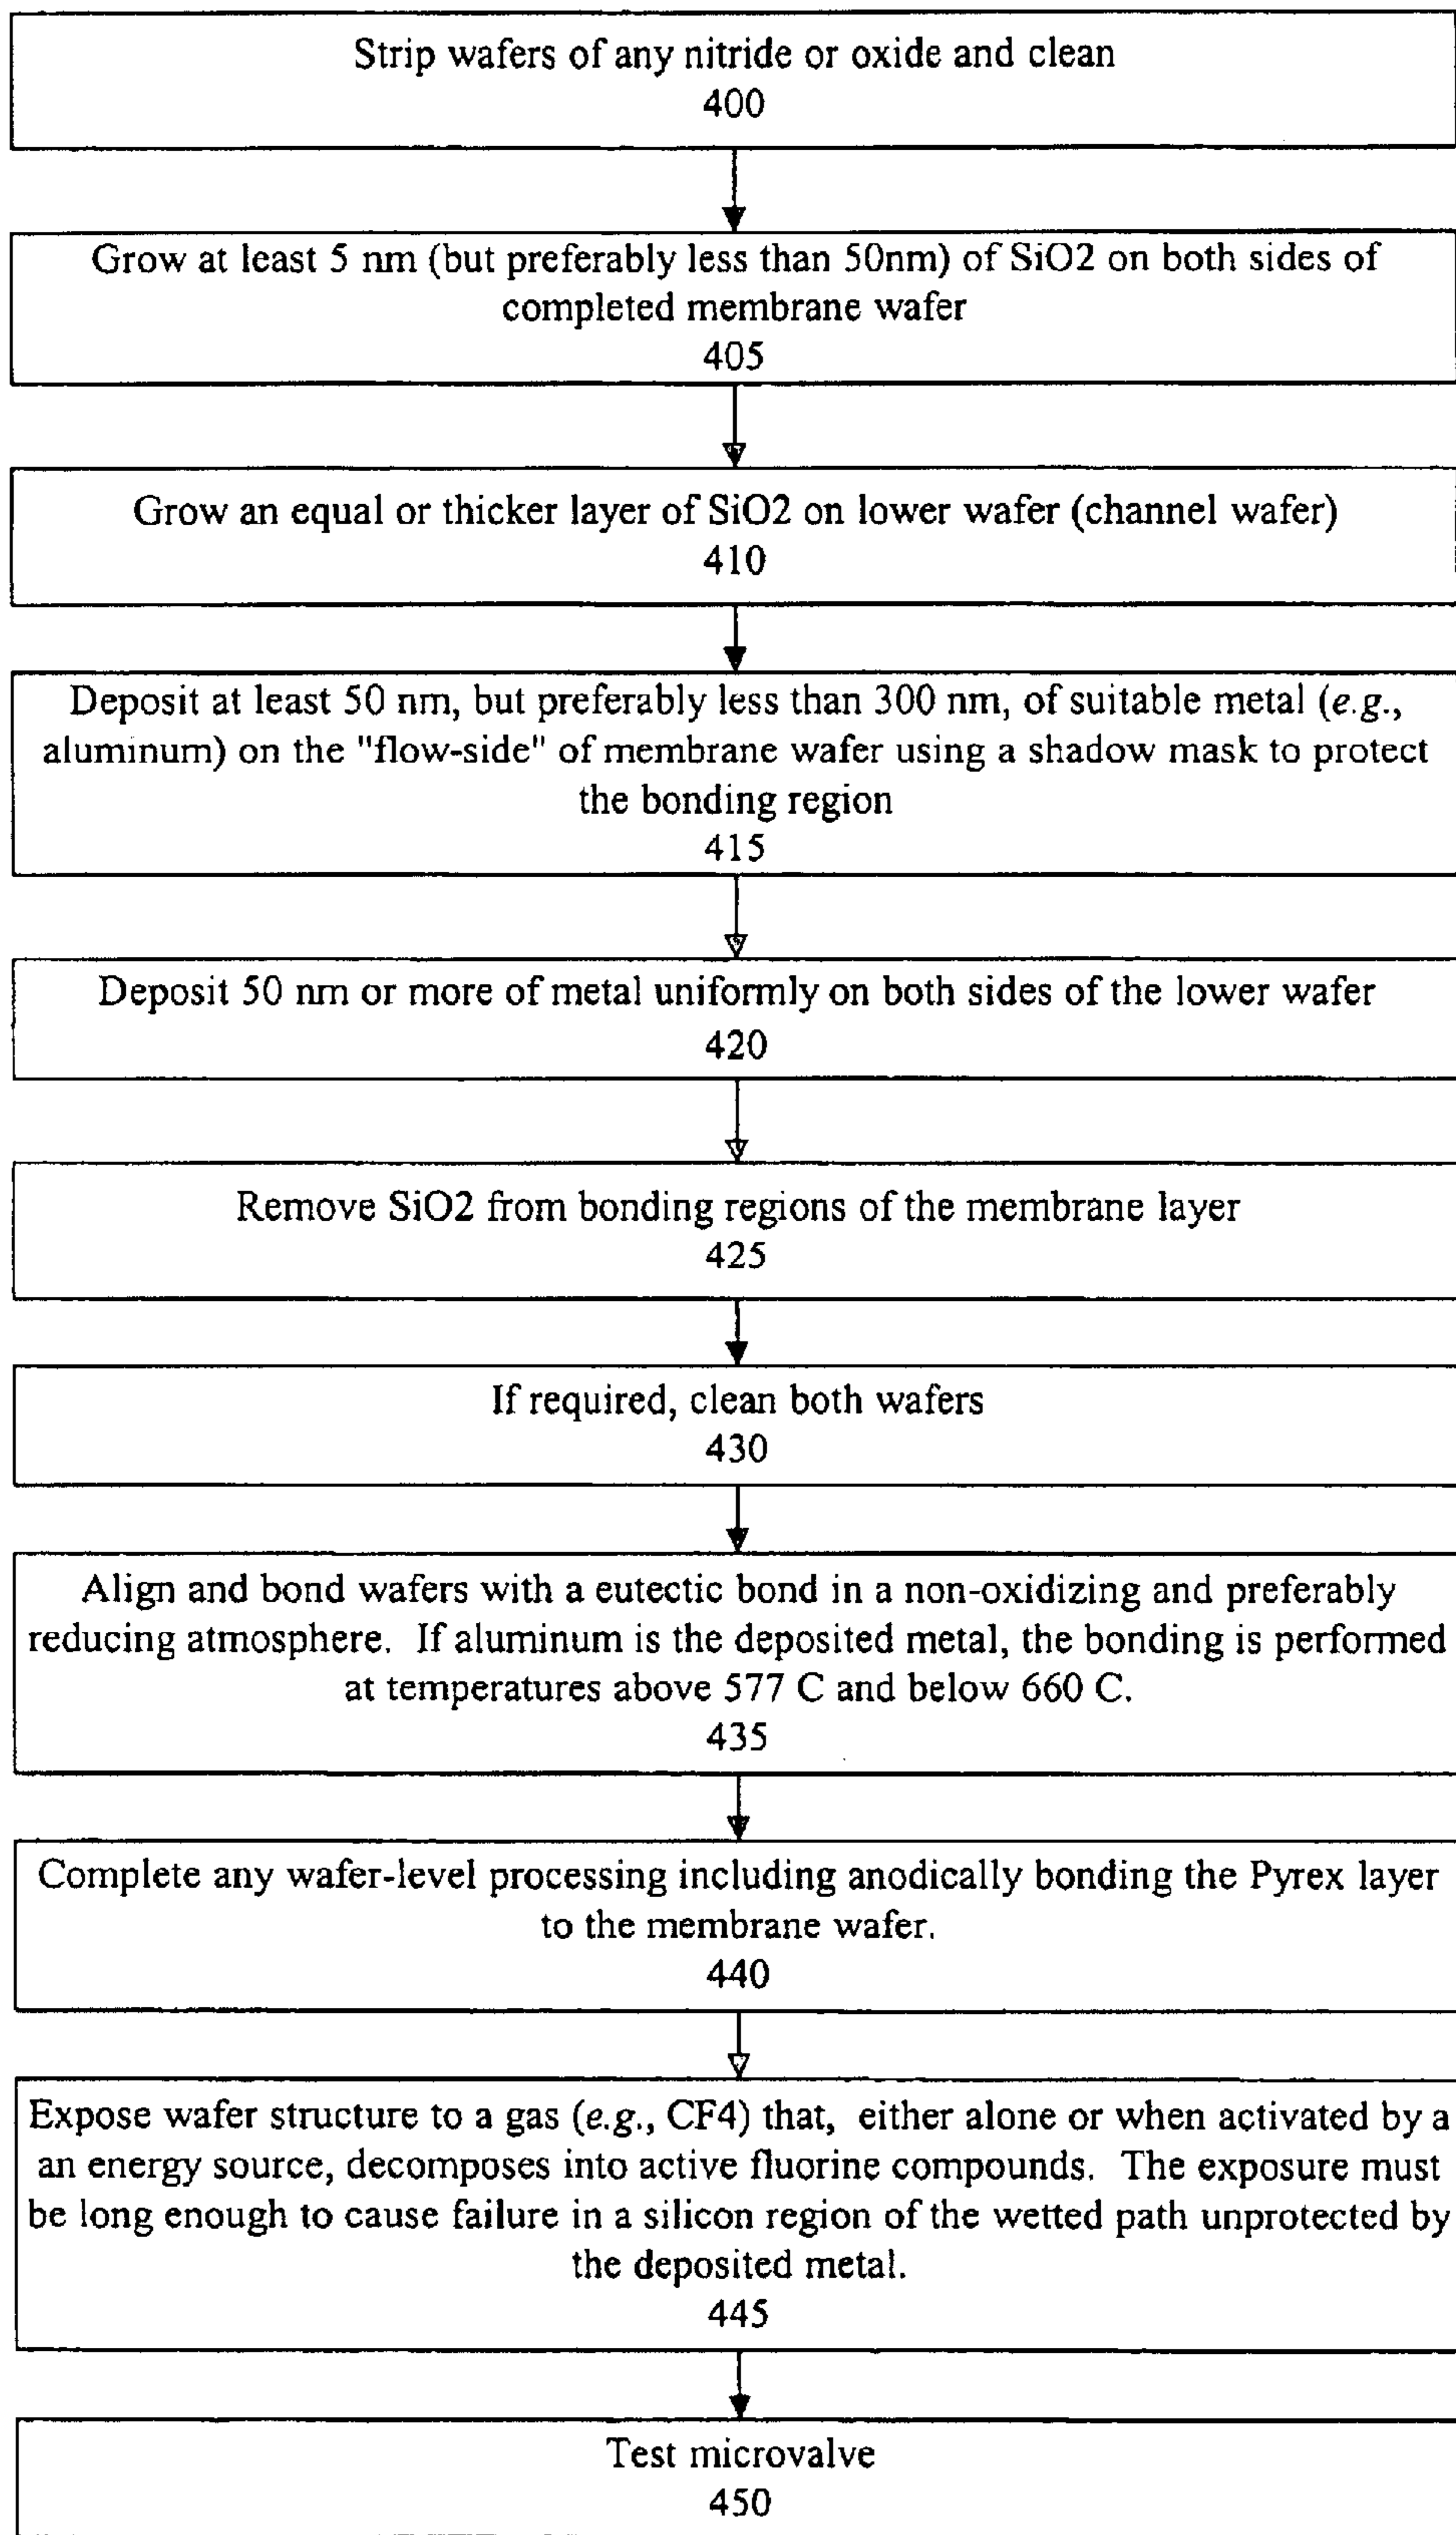 Strip wafers of any nitride or oxide and clean
400
Grow at least 5 nm (but preferably less than 50nm) of SiO2 on both sides of
completed membrane wafer
405
Grow an equal or thicker layer of SiO2 on lower wafer (channel wafer)
410
Deposit at least 50 nm, but preferably less than 300 nm, of suitable metal (e.g.,
aluminum) on the "flow-side" of membrane wafer using a shadow mask to protect
the bonding region
415
Deposit 50 nm or more of metal uniformly on both sides of the lower wafer
420
Remove SiO2 from bonding regions of the membrane layer
425
If required, clean both wafers
430
Align and bond wafers with a eutectic bond in a non-oxidizing and preferably
reducing atmosphere. If aluminum is the deposited metal, the bonding is performed
at temperatures above 577 C and below 660 C.
435
Complete any wafer-level processing including anodically bonding the Pyrex layer
to the membrane wafer.
440
Expose wafer structure to a gas (e.g., CF4) that, either alone or when activated by a
an energy source, decomposes into active fluorine compounds. The exposure must
be long enough to cause failure in a silicon region of the wetted path unprotected by
the deposited metal.
445
Test microvalve
450